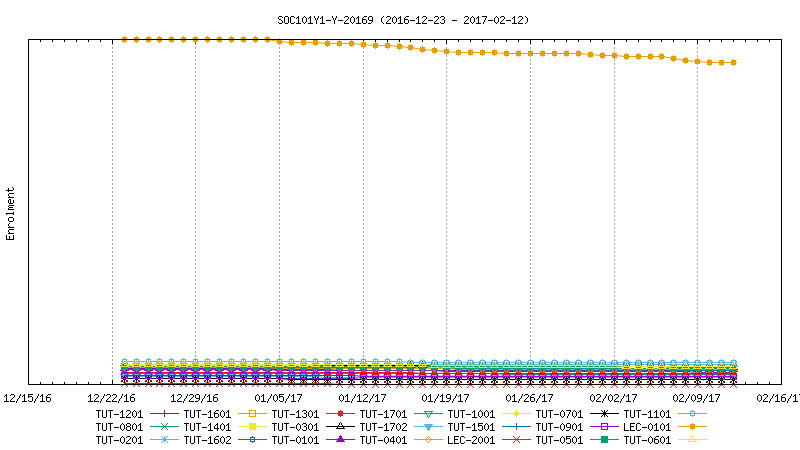 SOC101Y1-Y-20169 (2016-12-23 - 2017-02-12)
Enrolment
12/15/16 12/22/16 12/29/16 01/05/17 01/12/17 01/19/17 01/26/17 02/02/17 02/09/17 02/16/17
TUT-1201 TUT-1601 TUT-1301 TUT-1701 TUT-1001 TUT-0701 TUT-1101
TUT-0801 TUT-1401 TUT-0301 TUT-1702 TUT-1501 TUT-0901 LEC-0101
TUT-0201 TUT-1602 TUT-0101 TUT-0401 LEC-2001 TUT-0501 TUT-0601